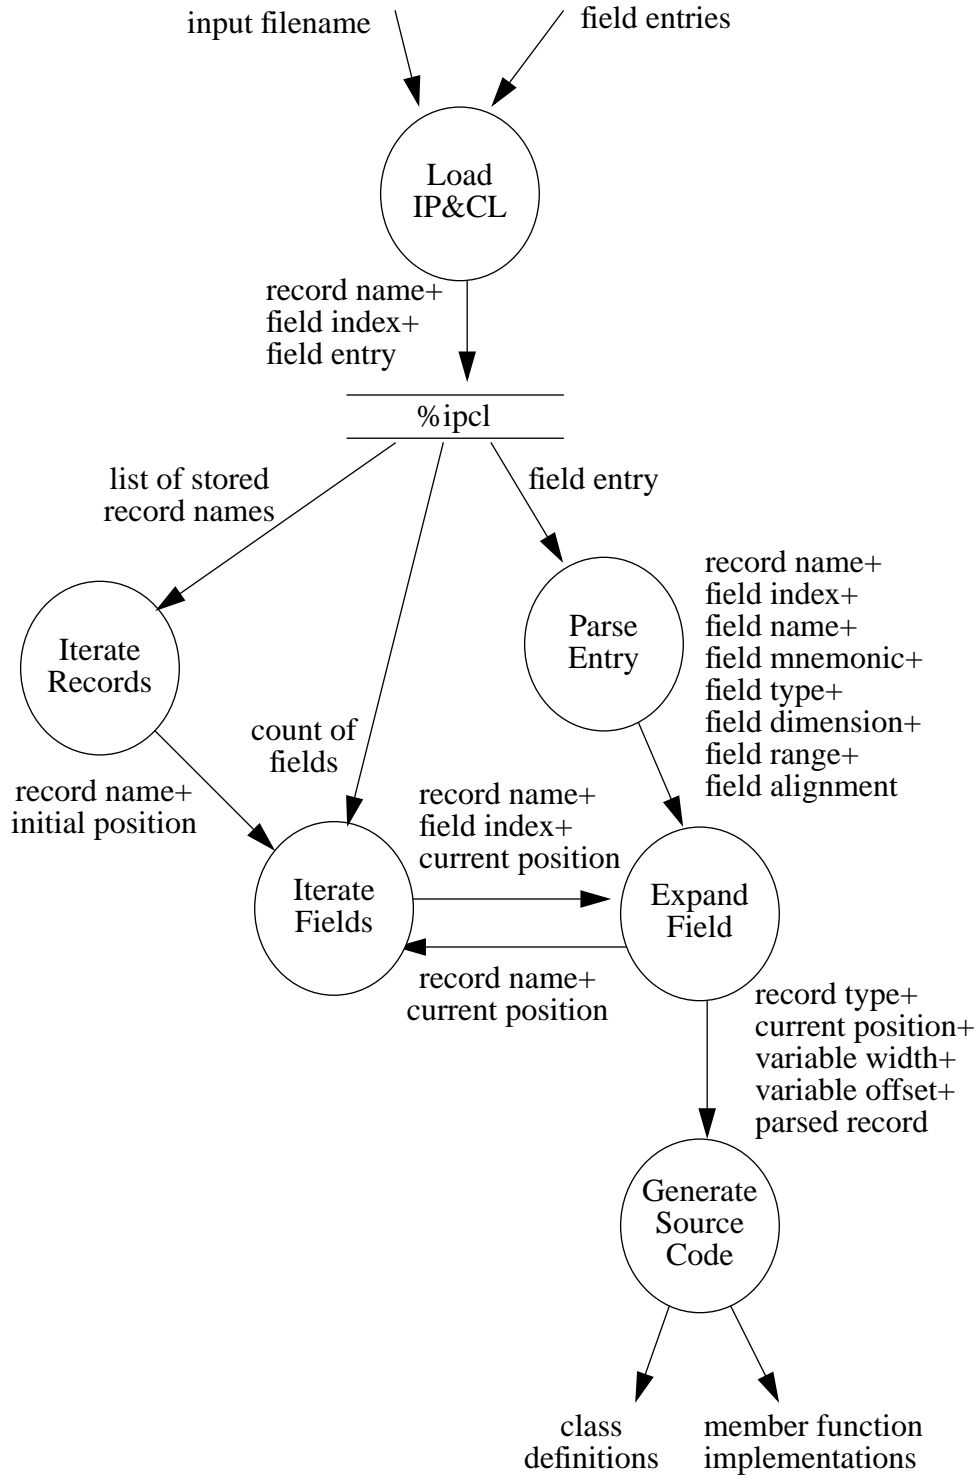 input filename
field entries
Load
IP&CL
record name+
field index+
field entry
%ipcl
list of stored
record names
field entry
record name+
field index+
field name+
field mnemonic+
field type+
field dimension+
field range+
field alignment
Parse
Entry
Iterate
Records
count of
fields
record name+
initial position
record name+
field index+
current position
Iterate
Fields
Expand
Field
record name+
current position
record type+
current position+
variable width+
variable offset+
parsed record
Generate
Source
Code
class
definitions
member function
implementations